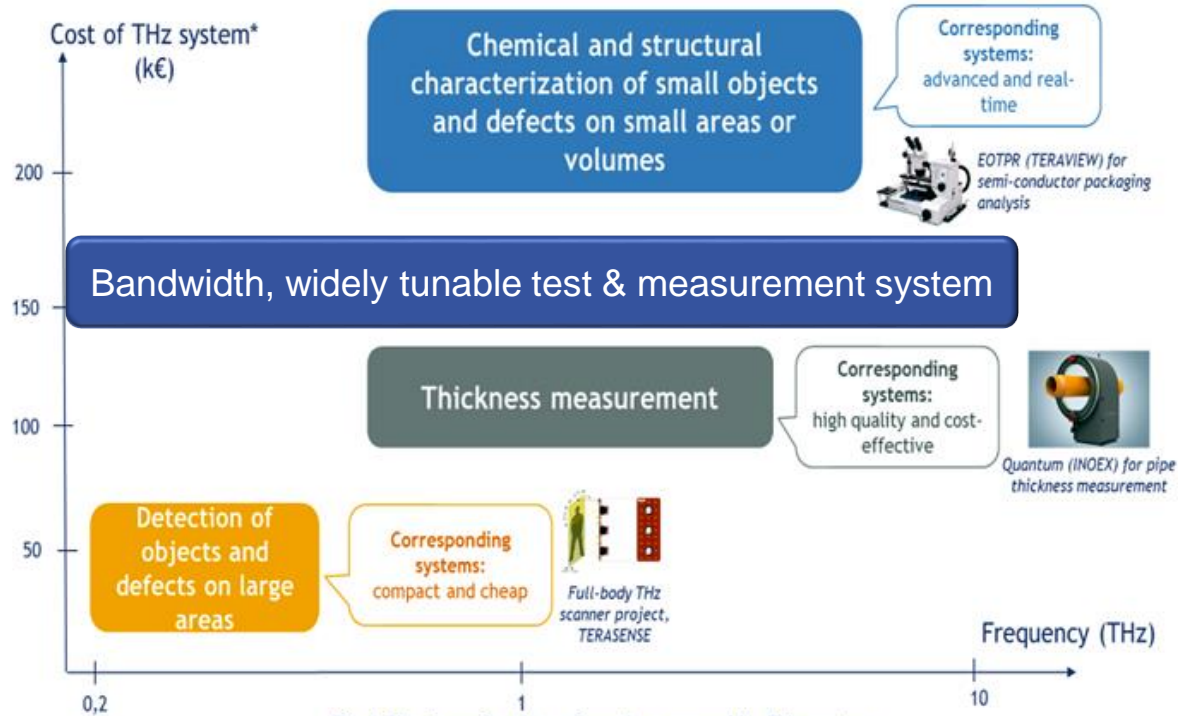 Cost of THz system*
(k€)
Chemical and structural
characterization of small objects
and defects on small areas or
volumes
Corresponding
systems:
advanced and real-
time
EOTPR (TERAVIEW) for
semi-conductor packaging
analysis
200
Bandwidth, widely tunable test & measurement system
150
Thickness measurement
Corresponding
systems:
high quality and cost-
effective
Quantum (INOEX) for pipe
thickness measurement
100
Detection of
objects and
defects on large
areas
Corresponding
systems:
compact and cheap
Full-body THz
scanner project,
TERASENSE
50
Frequency (THz)
0,2
1
10